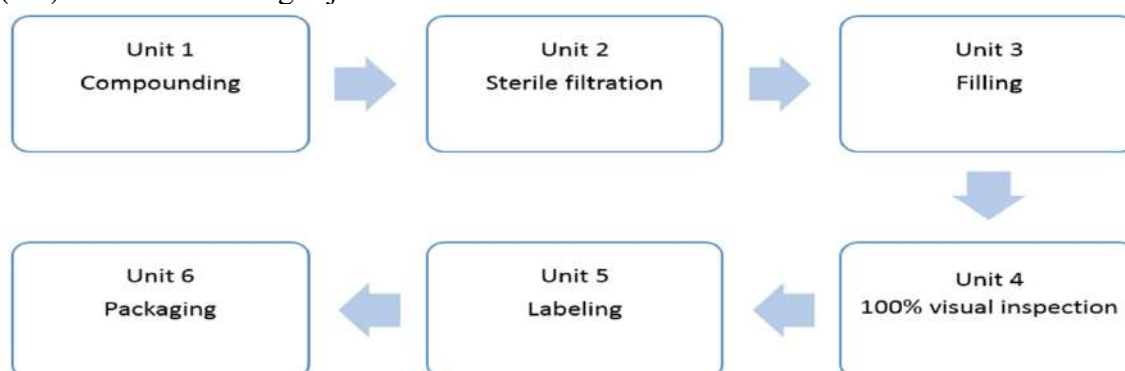 Unit 1
Compounding
Unit 2
Sterile filtration
Unit 3
Filling
Unit 4
100% visual inspection
Unit 5
Labeling
Unit 6
Packaging